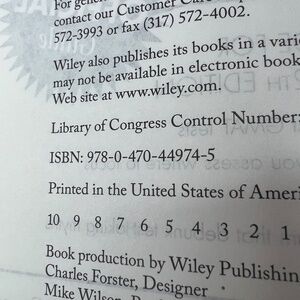 For gene
contact our Customer Care
572-3993 or fax (317) 572-4002.
Wiley also publishes its books in a varie
may not be available in electronic book
Web site at www.wiley.com.
Library of Congress Control Number:
ISBN: 978-0-470-44974-5
Printed in the United States of Ameri
10 9 8 7 6 5 4 3 2 1
Book production by Wiley Publishin
Charles Forster, Designer
Mike Wilson,